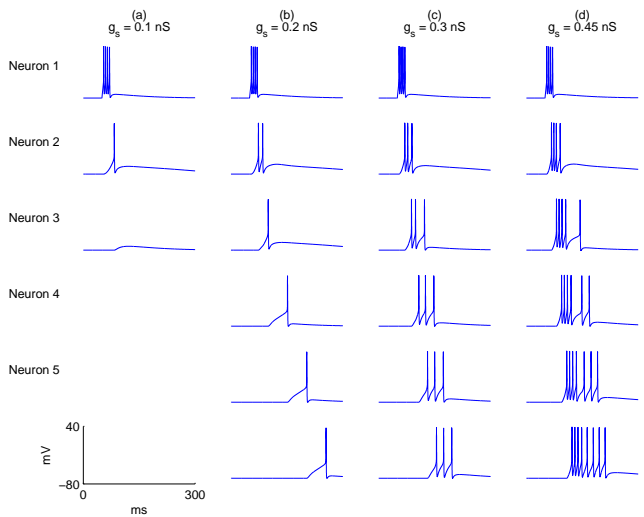 (a) (b) (c) (d)
g_s = 0.1 nS g_s = 0.2 nS g_s = 0.3 nS g_s = 0.45 nS
Neuron 1
Neuron 2
Neuron 3
Neuron 4
Neuron 5
40
mV
−80
0 300
ms